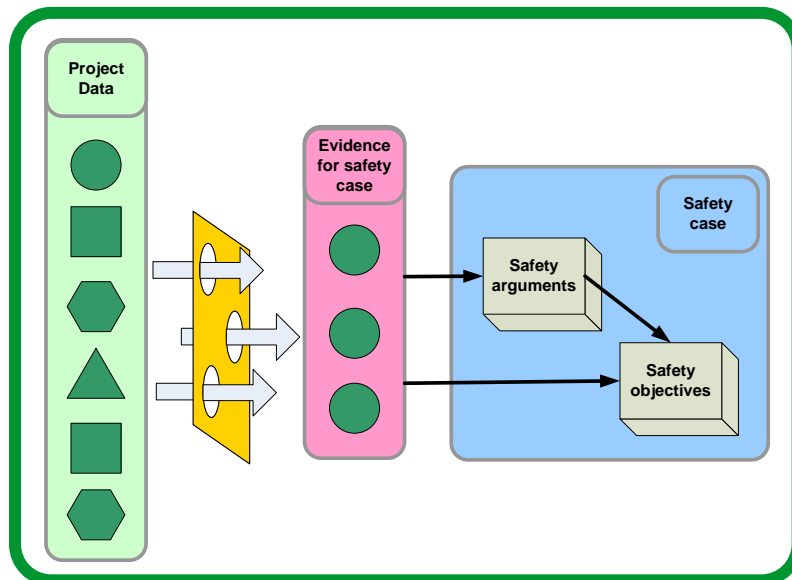 Project
Data
Evidence
for safety
case
Safety
case
Safety
arguments
Safety
objectives